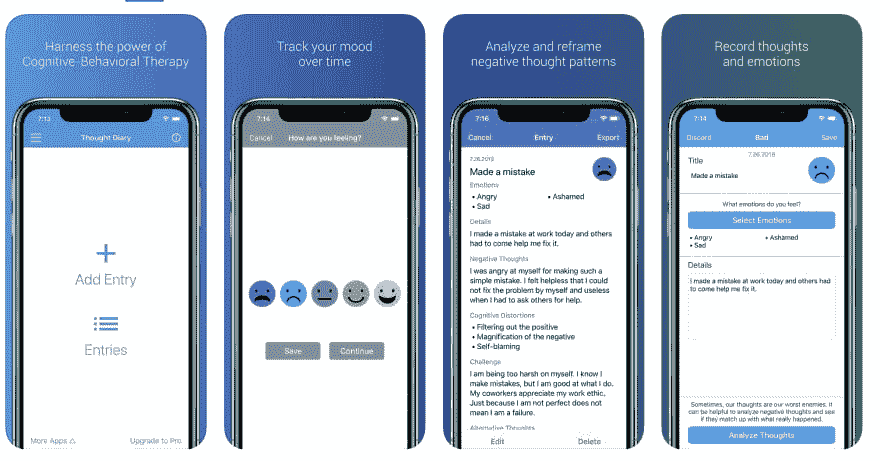 Harness the power of
Cognitive-Behavioral Therapy
7:13
Thought Diary
Add Entry
Entries
More Apps
Upgrade to Pro
Track your mood
over time
7:14
Cancel
How are you feeling?
Save
Continue
Analyze and reframe
negative thought patterns
7:16
Cancel
Entry
Export
7.26.2018
Made a mistake
Emotions
• Angry
• Ashamed
• Sad
Details
I made a mistake at work today and others
had to come help me fix it.
Negative Thoughts
I was angry at myself for making such a
simple mistake. I felt helpless that I could
not fix the problem by myself and useless
when I had to ask others for help.
Cognitive Distortions
• Filtering out the positive
• Magnification of the negative
• Self-blaming
Challenge
I am being too harsh on myself. I know I
make mistakes, but I am good at what I do.
My coworkers appreciate my work ethic.
Just because I am not perfect does not
mean I am a failure.
Alternative Thoughts
Edit
Delete
Record thoughts
and emotions
7:14
Discard
Bad
Save
7.26.2018
Title
Made a mistake
What emotions do you feel?
Select Emotions
• Angry
• Ashamed
• Sad
Details
I made a mistake at work today and others had
to come help me fix it.
Sometimes, our thoughts are our worst enemies. It
can be helpful to analyze negative thoughts and see
if they match up with what really happened.
Analyze Thoughts